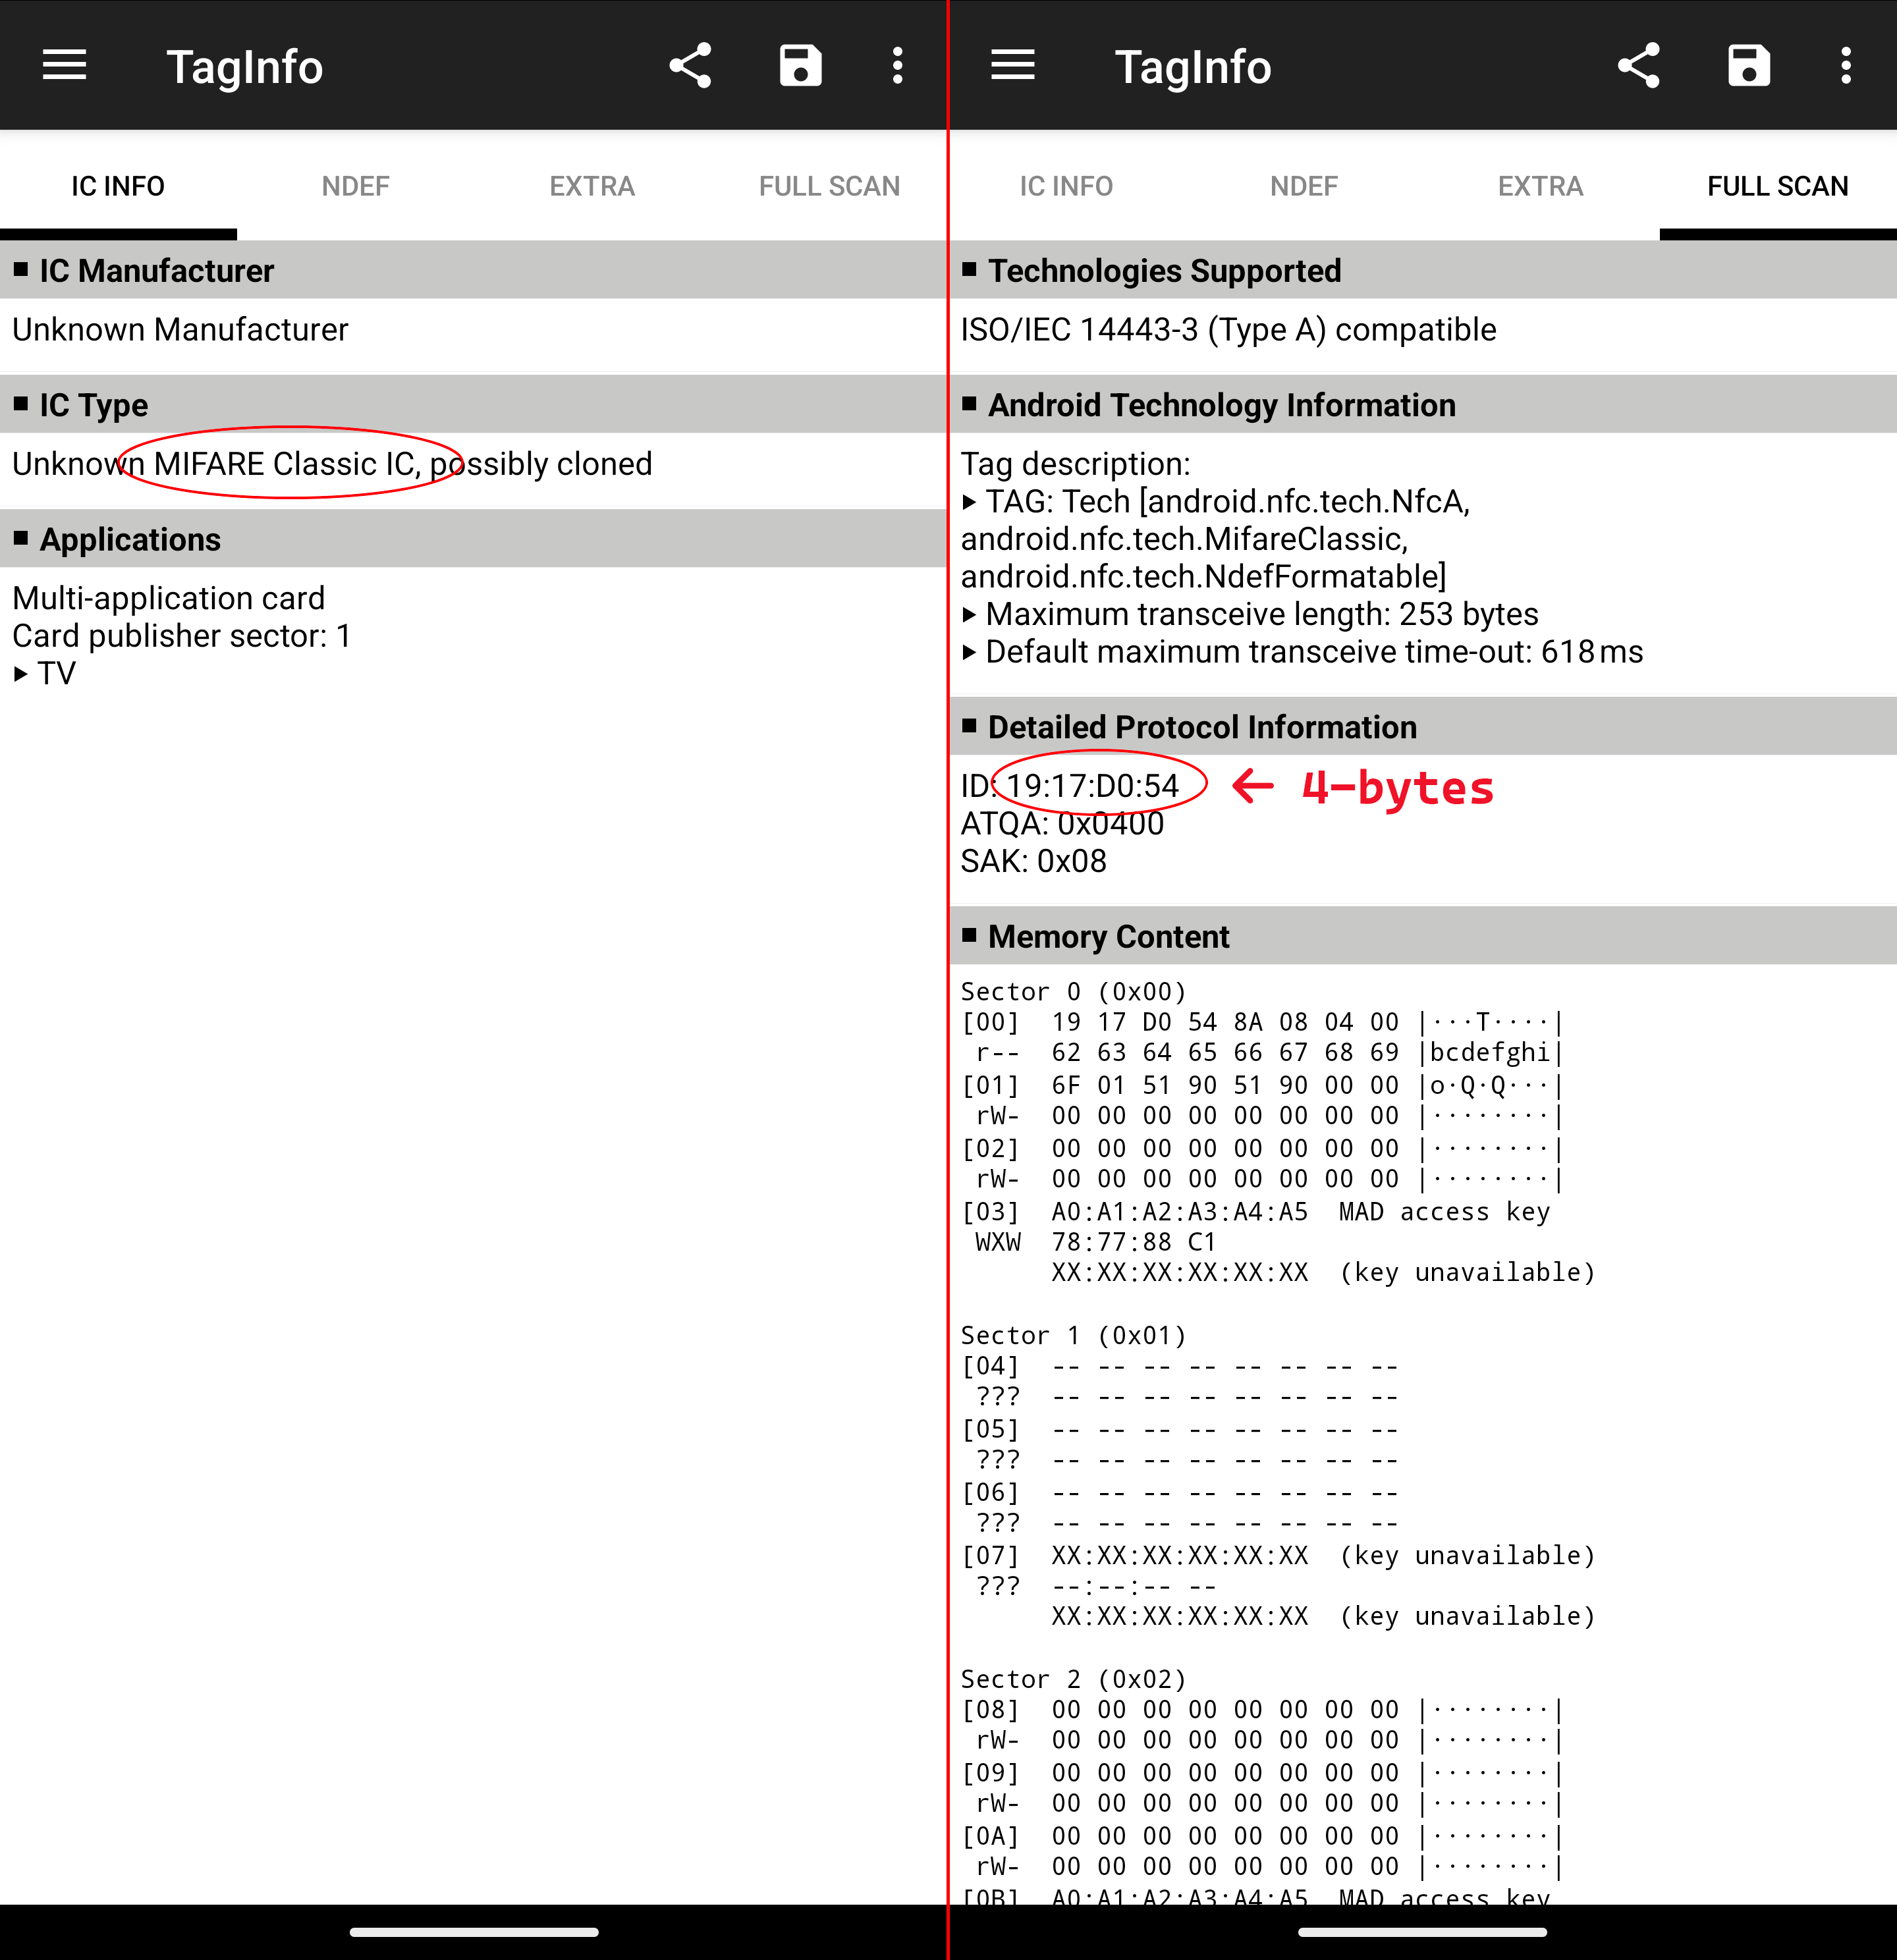 TagInfo
IC INFO NDEF EXTRA FULL SCAN
■ IC Manufacturer
Unknown Manufacturer
■ IC Type
Unknown MIFARE Classic IC, possibly cloned
■ Applications
Multi-application card
Card publisher sector: 1
▸ TV
TagInfo
IC INFO NDEF EXTRA FULL SCAN
■ Technologies Supported
ISO/IEC 14443-3 (Type A) compatible
■ Android Technology Information
Tag description:
▸ TAG: Tech [android.nfc.tech.NfcA,
android.nfc.tech.MifareClassic,
android.nfc.tech.NdefFormatable]
▸ Maximum transceive length: 253 bytes
▸ Default maximum transceive time-out: 618 ms
■ Detailed Protocol Information
ID: 19:17:D0:54 ← 4-bytes
ATQA: 0x0400
SAK: 0x08
■ Memory Content
Sector 0 (0x00)
[00] 19 17 D0 54 8A 08 04 00 |···T····|
r-- 62 63 64 65 66 67 68 69 |bcdefghi|
[01] 6F 01 51 90 51 90 00 00 |o·Q·Q···|
rW- 00 00 00 00 00 00 00 00 |········|
[02] 00 00 00 00 00 00 00 00 |········|
rW- 00 00 00 00 00 00 00 00 |········|
[03] A0:A1:A2:A3:A4:A5 MAD access key
WXW 78:77:88 C1
XX:XX:XX:XX:XX:XX (key unavailable)
Sector 1 (0x01)
[04] -- -- -- -- -- -- -- --
??? -- -- -- -- -- -- -- --
[05] -- -- -- -- -- -- -- --
??? -- -- -- -- -- -- -- --
[06] -- -- -- -- -- -- -- --
??? -- -- -- -- -- -- -- --
[07] XX:XX:XX:XX:XX:XX (key unavailable)
??? --:--:-- --
XX:XX:XX:XX:XX:XX (key unavailable)
Sector 2 (0x02)
[08] 00 00 00 00 00 00 00 00 |········|
rW- 00 00 00 00 00 00 00 00 |········|
[09] 00 00 00 00 00 00 00 00 |········|
rW- 00 00 00 00 00 00 00 00 |········|
[0A] 00 00 00 00 00 00 00 00 |········|
rW- 00 00 00 00 00 00 00 00 |········|
[0B] A0:A1:A2:A3:A4:A5 MAD access key